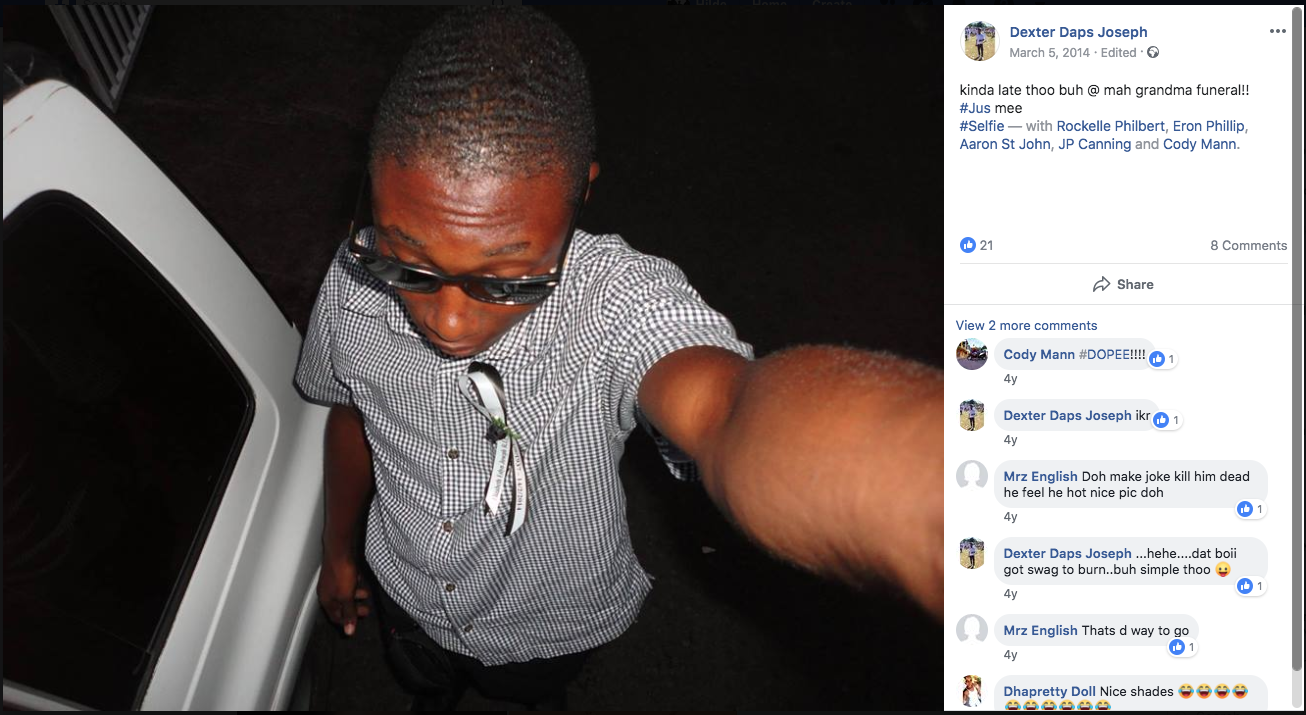 Dexter Daps Joseph
March 5, 2014 · Edited ·
kinda late thoo buh @ mah grandma funeral!!
#Jus mee
#Selfie — with Rockelle Philbert, Eron Phillip,
Aaron St John, JP Canning and Cody Mann.
21
8 Comments
Share
View 2 more comments
Cody Mann #DOPEE!!!! 1
4y
Dexter Daps Joseph ikr 1
4y
Mrz English Doh make joke kill him dead
he feel he hot nice pic doh
1
4y
Dexter Daps Joseph ...hehe....dat boii
got swag to burn..buh simple thoo 😜
1
4y
Mrz English Thats d way to go
1
4y
Dhapretty Doll Nice shades 😂😂😂😂
😂😂😂😂😂😂